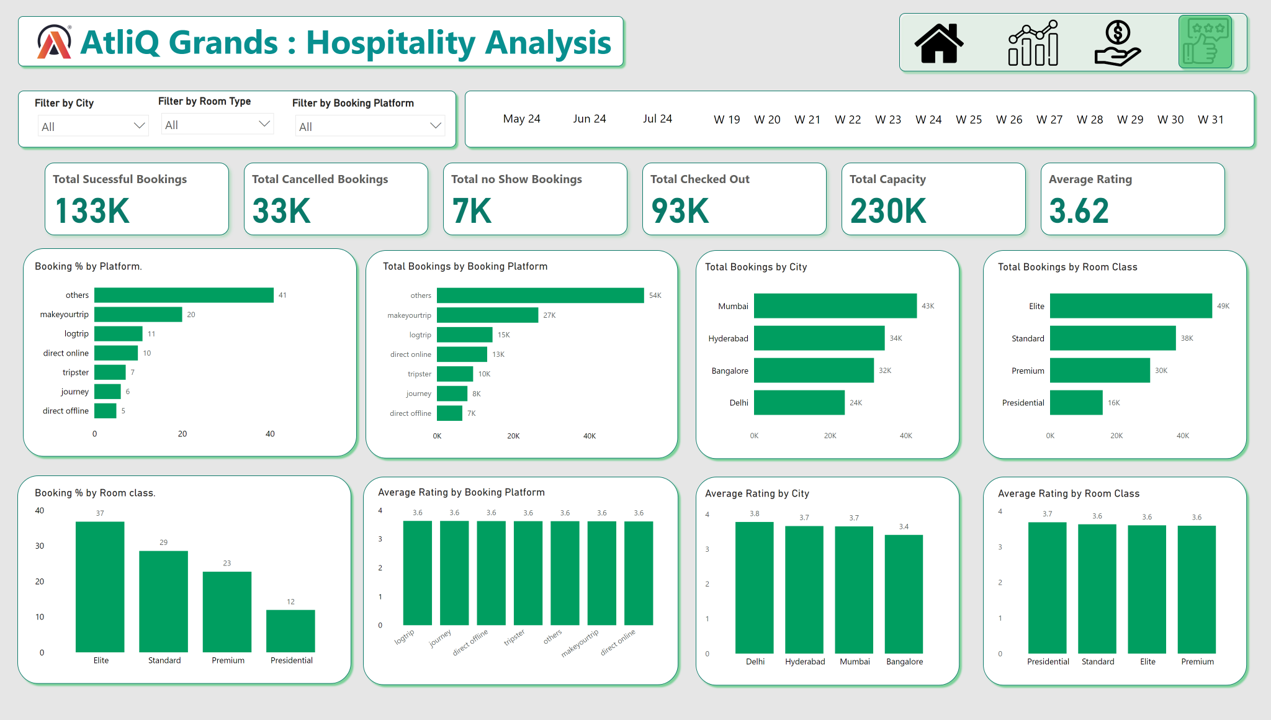 AtliQ Grands : Hospitality Analysis
Filter by City
Filter by Room Type
Filter by Booking Platform
All
All
All
May 24
Jun 24
Jul 24
W 19
W 20
W 21
W 22
W 23
W 24
W 25
W 26
W 27
W 28
W 29
W 30
W 31
Total Sucessful Bookings
133K
Total Cancelled Bookings
33K
Total no Show Bookings
7K
Total Checked Out
93K
Total Capacity
230K
Average Rating
3.62
Booking % by Platform.
others 41
makeyourtrip 20
logtrip 11
direct online 10
tripster 7
journey 6
direct offline 5
0 20 40
Total Bookings by Booking Platform
others 54K
makeyourtrip 27K
logtrip 15K
direct online 13K
tripster 10K
journey 8K
direct offline 7K
0K 20K 40K
Total Bookings by City
Mumbai 43K
Hyderabad 34K
Bangalore 32K
Delhi 24K
0K 20K 40K
Total Bookings by Room Class
Elite 49K
Standard 38K
Premium 30K
Presidential 16K
0K 20K 40K
Booking % by Room class.
40
30
20
10
0
37
29
23
12
Elite Standard Premium Presidential
Average Rating by Booking Platform
4
3
2
1
0
3.6 3.6 3.6 3.6 3.6 3.6 3.6
logtrip journey direct offline tripster others makeyourtrip direct online
Average Rating by City
4
3
2
1
0
3.8 3.7 3.7 3.4
Delhi Hyderabad Mumbai Bangalore
Average Rating by Room Class
4
3
2
1
0
3.7 3.6 3.6 3.6
Presidential Standard Elite Premium